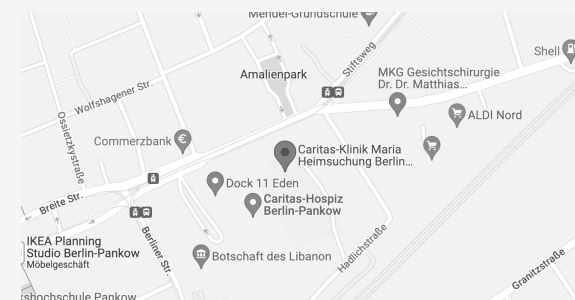 Mendel-Grundschule
Stiftsweg
Shell
Amalienpark
MKG Gesichtschirurgie
Dr. Dr. Matthias...
Wolfshagener Str.
ALDI Nord
Ossietzkystraße
Commerzbank
Caritas-Klinik Maria
Heimsuchung Berlin...
Dock 11 Eden
Caritas-Hospiz
Berlin-Pankow
Breite Str.
IKEA Planning
Studio Berlin-Pankow
Möbelgeschäft
Berliner Str.
Botschaft des Libanon
Hadlichstraße
Granitzstraße
kshochschule Pankow